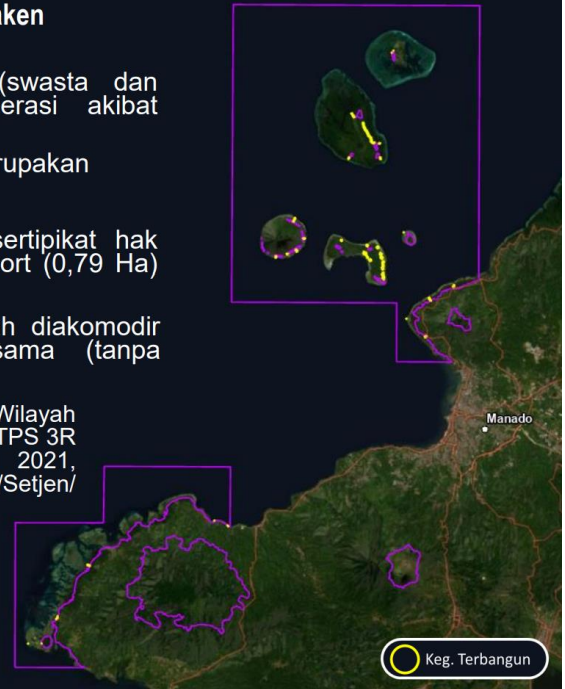 aken
(swasta dan
erasi akibat
rupakan
sertipikat hak
ort (0,79 Ha)
h diakomodir
sama (tanpa
Wilayah
TPS 3R
2021,
/Setjen/
Manado
Keg. Terbangun